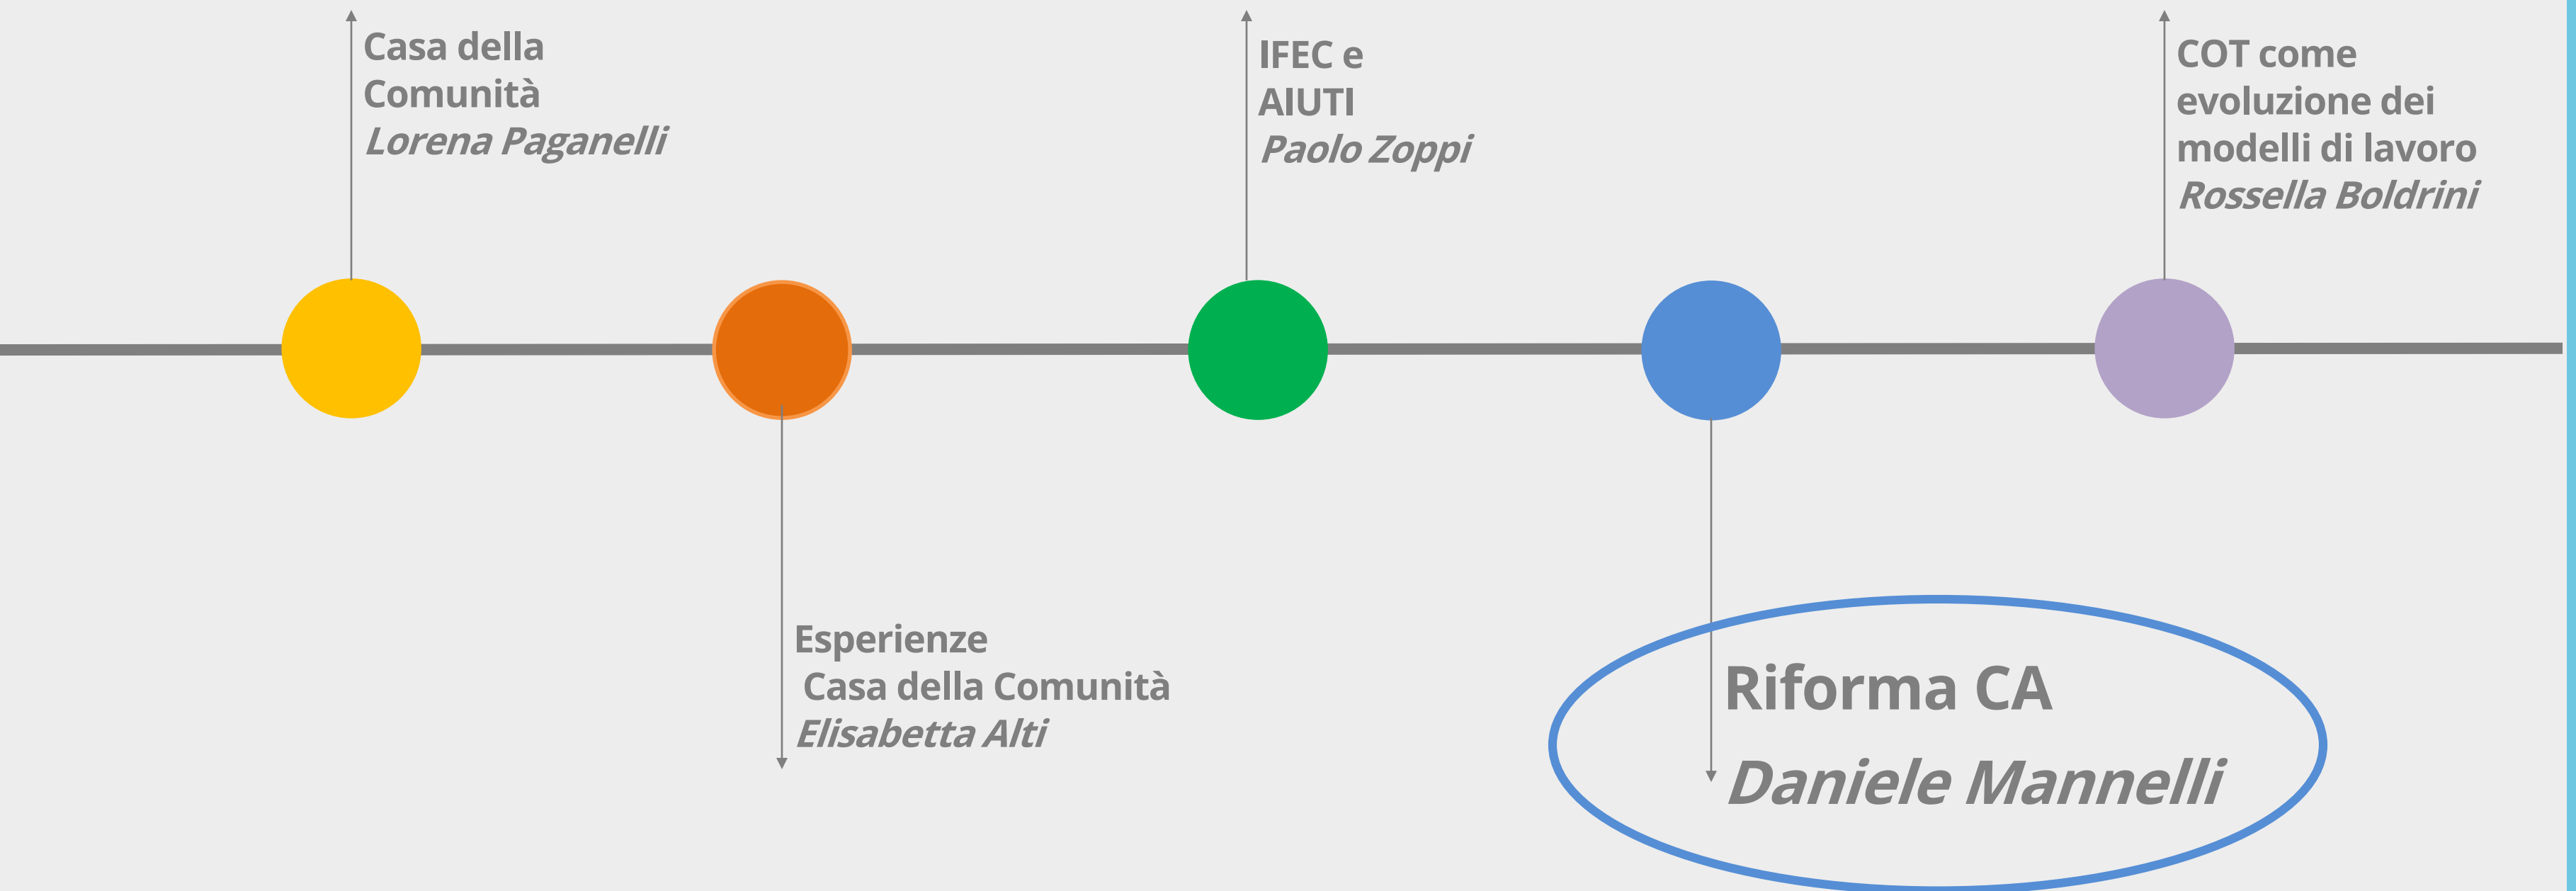 Casa della
Comunità
Lorena Paganelli
Esperienze
Casa della Comunità
Elisabetta Alti
IFEC e
AIUTI
Paolo Zoppi
Riforma CA
Daniele Mannelli
COT come
evoluzione dei
modelli di lavoro
Rossella Boldrini